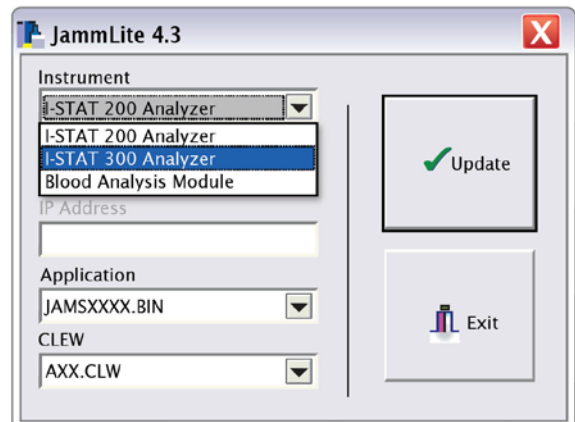 JammLite 4.3
Instrument
I-STAT 200 Analyzer
I-STAT 200 Analyzer
I-STAT 300 Analyzer
Blood Analysis Module
IP Address
Application
JAMSXXXX.BIN
CLEW
AXX.CLW
Update
Exit